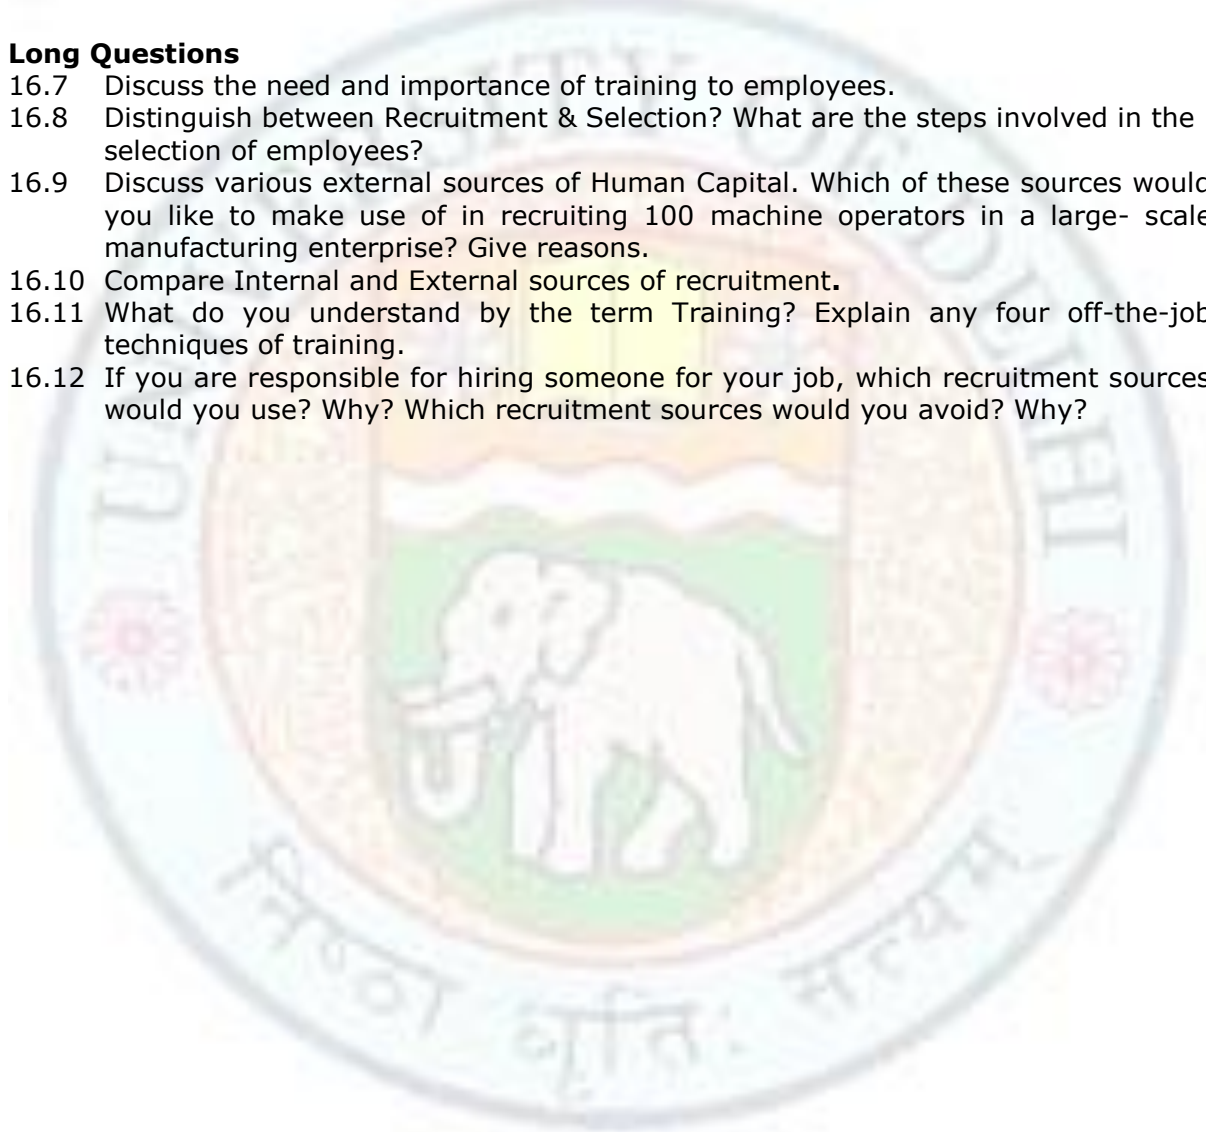 Long Questions
16.7 Discuss the need and importance of training to employees.
16.8 Distinguish between Recruitment & Selection? What are the steps involved in the
selection of employees?
16.9 Discuss various external sources of Human Capital. Which of these sources would
you like to make use of in recruiting 100 machine operators in a large- scale
manufacturing enterprise? Give reasons.
16.10 Compare Internal and External sources of recruitment.
16.11 What do you understand by the term Training? Explain any four off-the-job
techniques of training.
16.12 If you are responsible for hiring someone for your job, which recruitment sources
would you use? Why? Which recruitment sources would you avoid? Why?
UNIVERSITY OF DELHI
निष्ठा धृति: सत्यम्